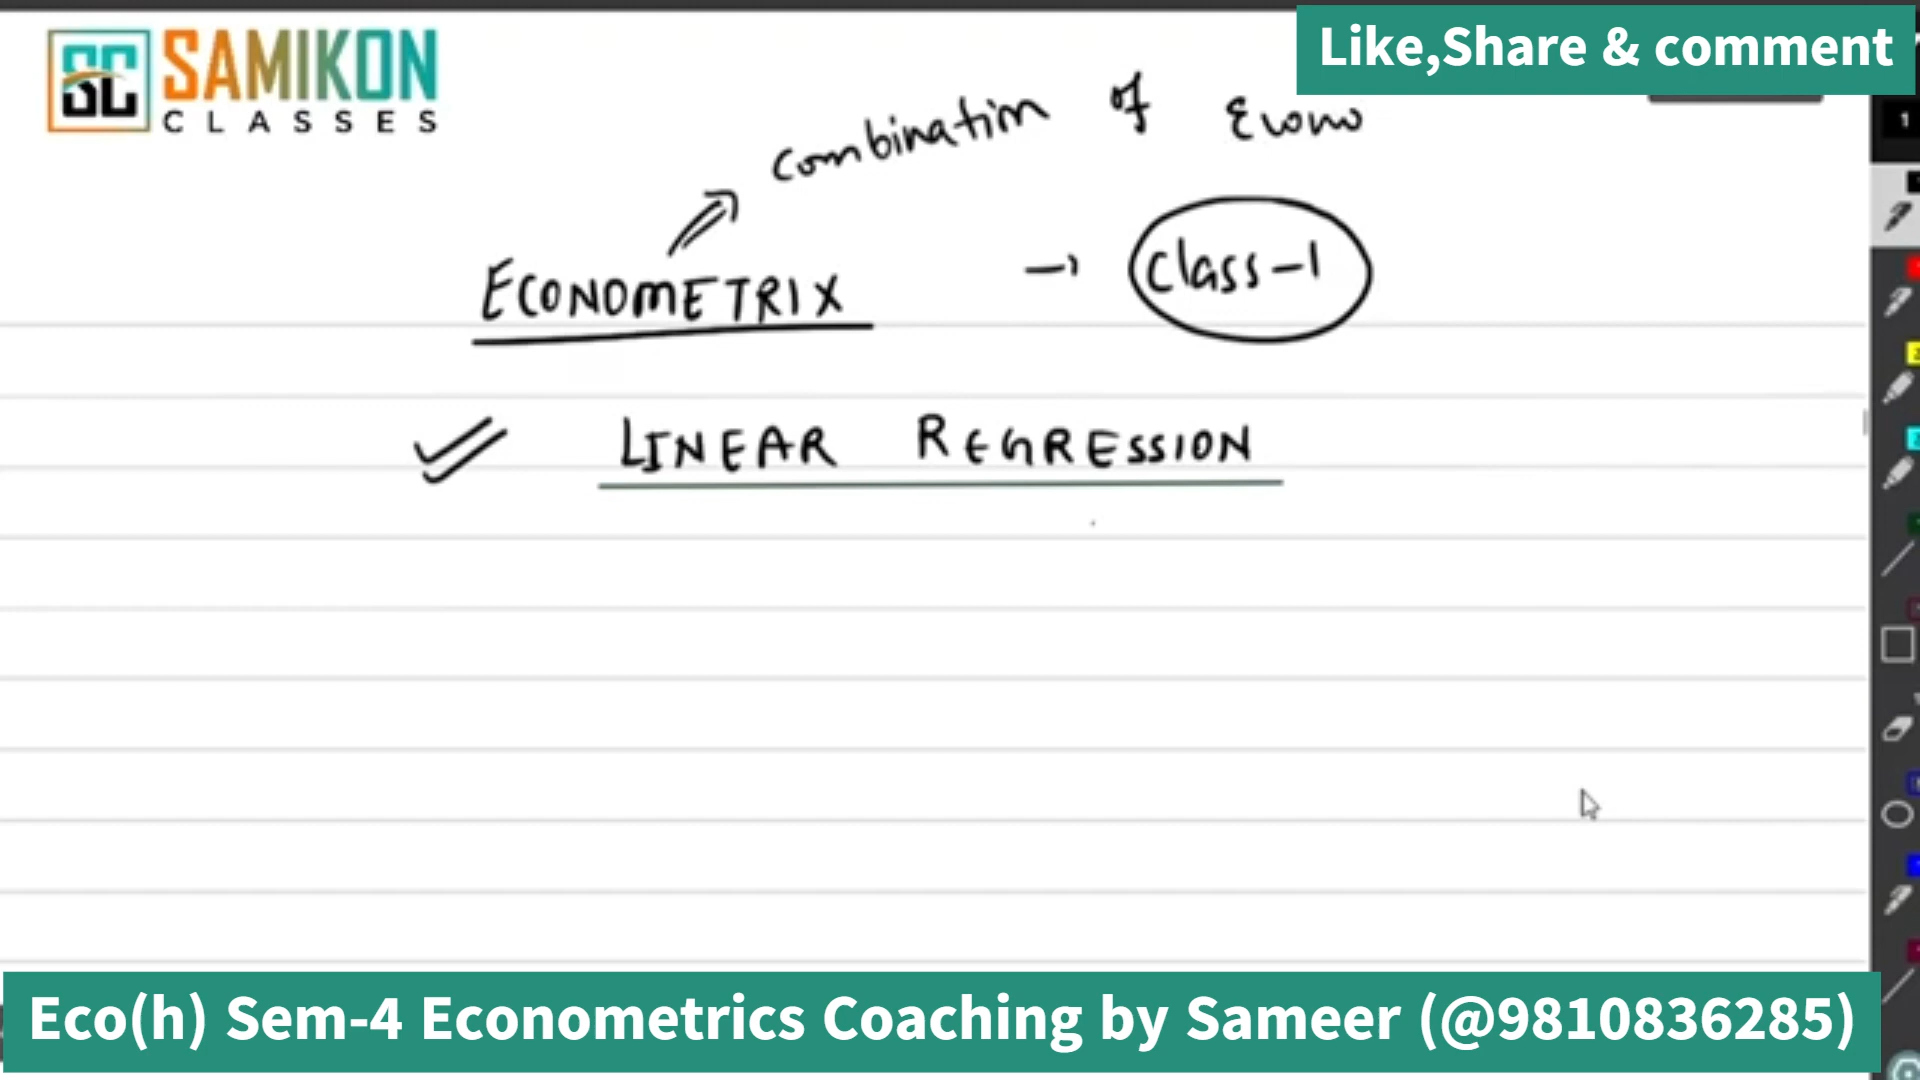 SC SAMIKON
CLASSES
Like,Share & comment
combination of Econo
ECONOMETRIX → Class-1
LINEAR REGRESSION
Eco(h) Sem-4 Econometrics Coaching by Sameer (@9810836285)